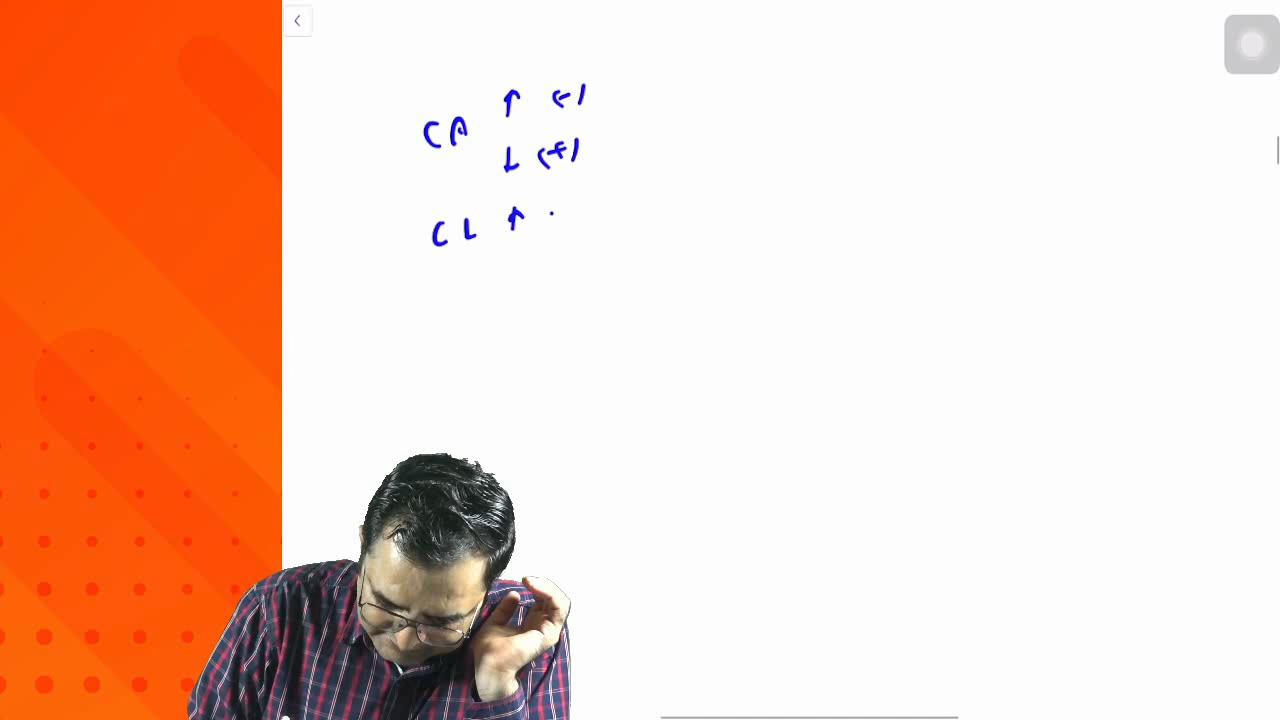 CA ↑ (-)
↓ (+)
CL ↑